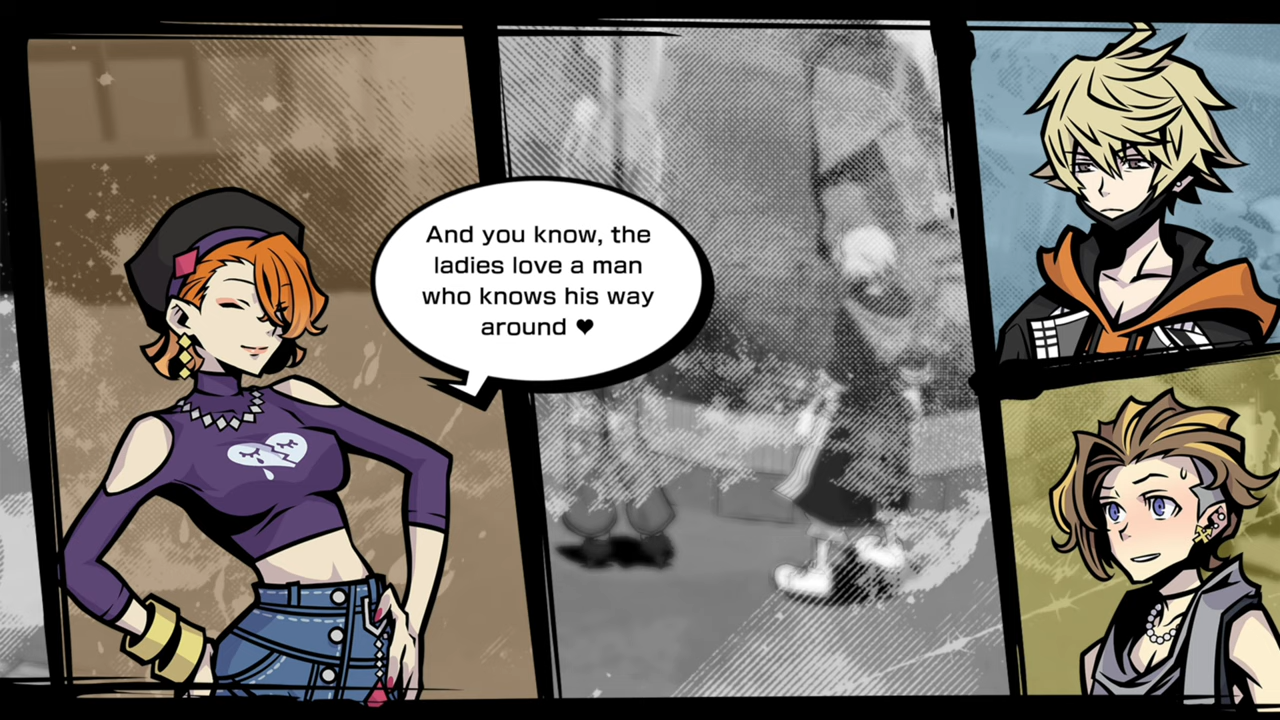 And you know, the
ladies love a man
who knows his way
around ♥